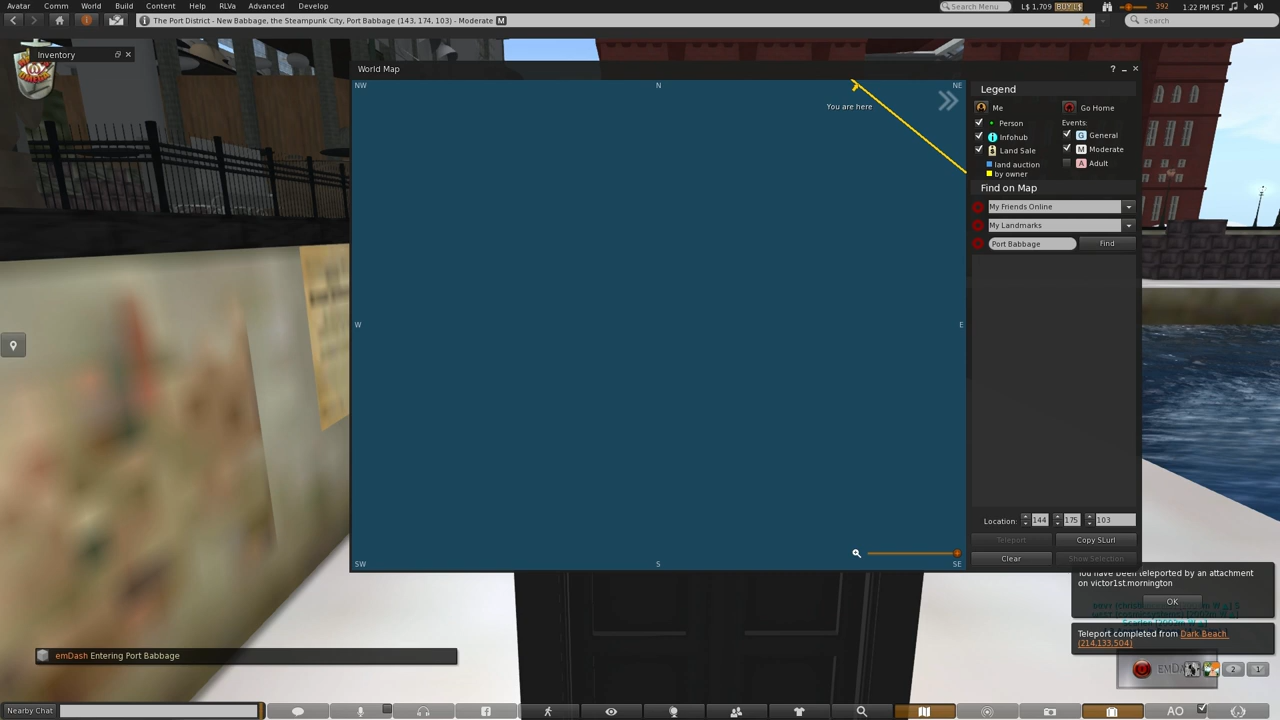 Avatar Comm World Build Content Help RLVa Advanced Develop
Search Menu L$ 1,709 BUY L$ 392 1:22 PM PST
The Port District - New Babbage, the Steampunk City, Port Babbage (143, 174, 103) - Moderate M
Search
Inventory
World Map
NW N NE
You are here
W E
SW S SE
Legend
Me Go Home
Person Events:
Infohub G General
Land Sale M Moderate
land auction A Adult
by owner
Find on Map
My Friends Online
My Landmarks
Port Babbage Find
Location: 144 175 103
Teleport Copy SLurl
Clear Show Selection
You have been teleported by an attachment
on victor1st.mornington
OK
Teleport completed from Dark Beach
(214,133,504)
emDash Entering Port Babbage
2 1
Nearby Chat AO